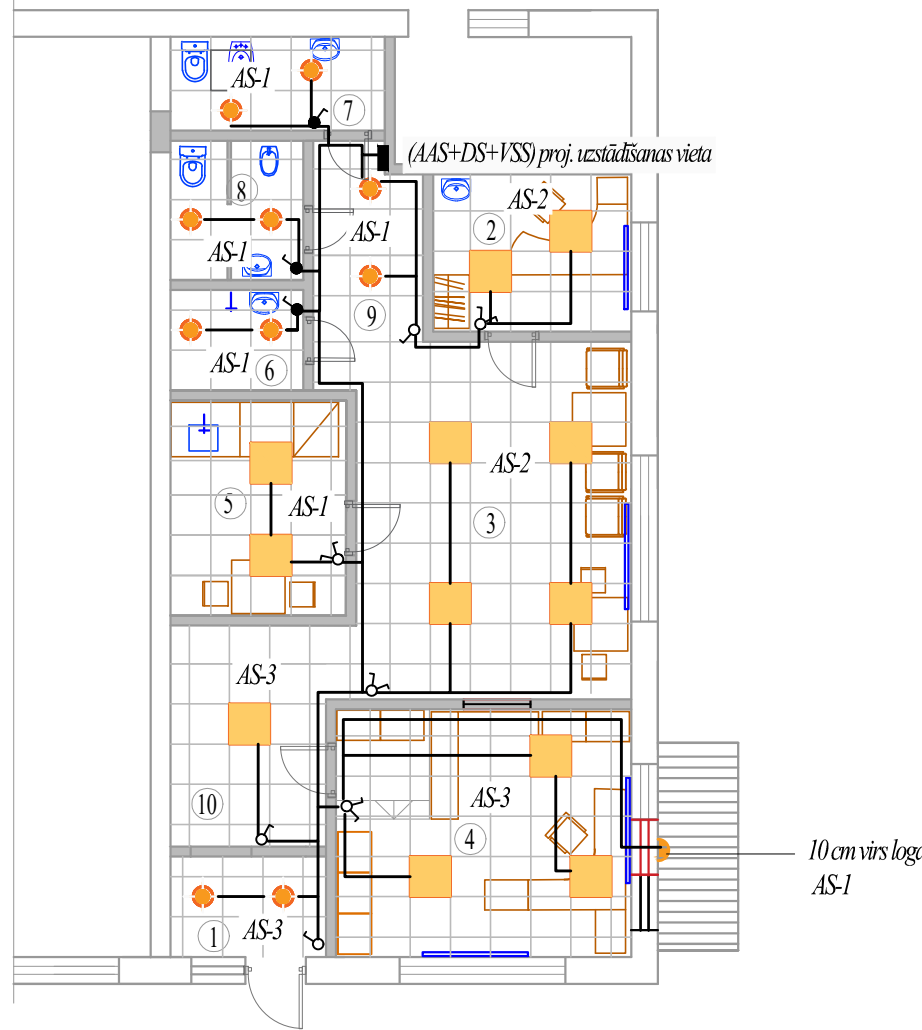 AS-1
7
(AAS+DS+VSS) proj. uzstādīšanas vieta
8
AS-2
2
AS-1
AS-1
9
AS-1
6
AS-2
5
AS-1
3
AS-3
AS-3
10
4
10 cm virs loga
AS-1
1
AS-3